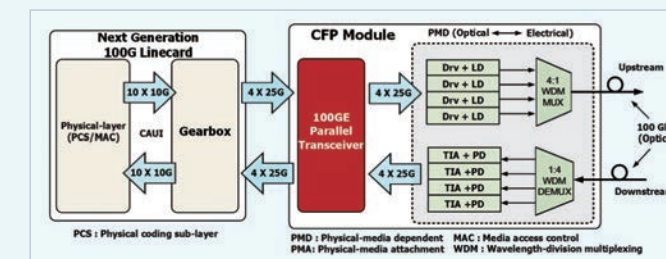 Next Generation
100G Linecard
CFP Module
PMD (Optical ↔ Electrical)
Physical-layer
(PCS/MAC)
10 X 10G
CAUI
10 X 10G
Gearbox
4 X 25G
4 X 25G
100GE
Parallel
Transceiver
4 X 25G
4 X 25G
Drv + LD
Drv + LD
Drv + LD
Drv + LD
4:1
WDM
MUX
Upstream
TIA + PD
TIA +PD
TIA +PD
TIA +PD
1:4
WDM
DEMUX
Downstream
100 GE
(Optic
PCS : Physical coding sub-layer
PMD : Physical-media dependent MAC : Media access control
PMA: Physical-media attachment WDM : Wavelength-division multiplexing